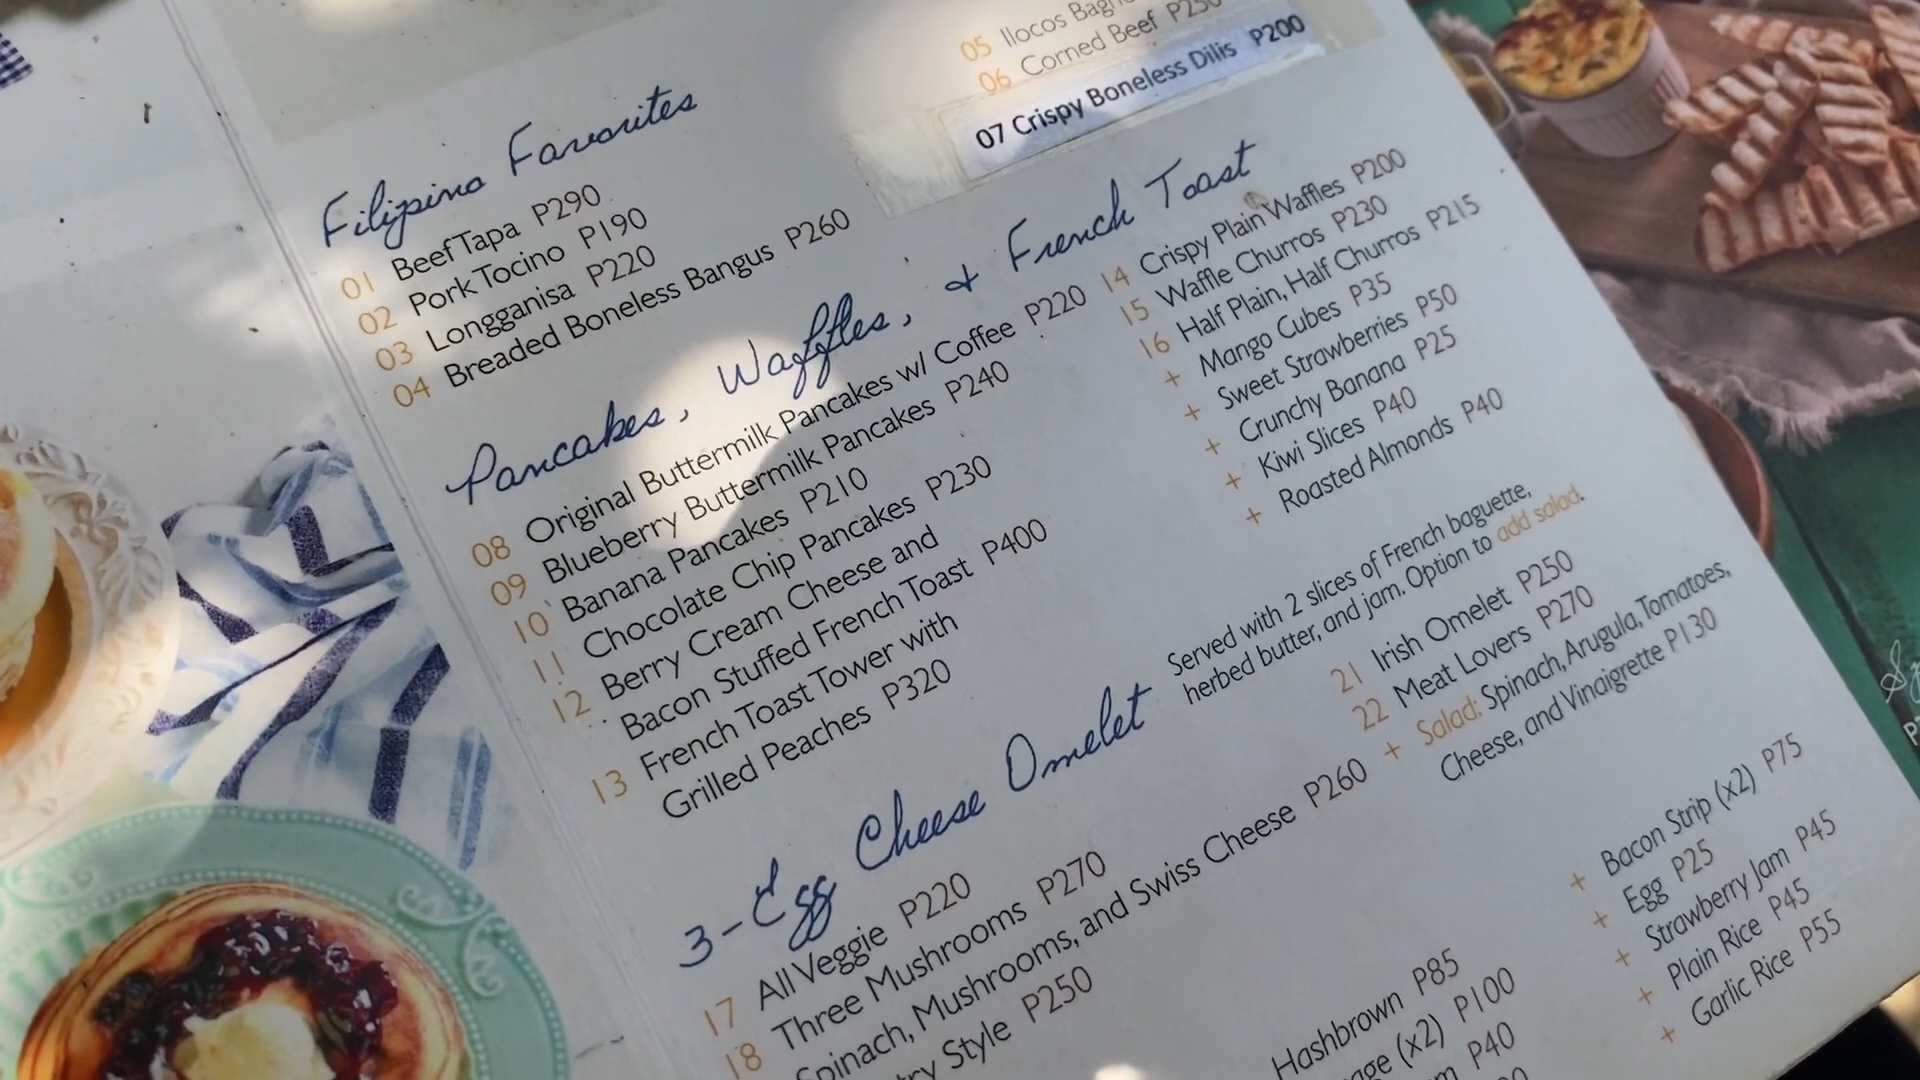 Filipino Favorites
01 Beef Tapa P290
02 Pork Tocino P190
03 Longganisa P220
04 Breaded Boneless Bangus P260
05 Ilocos
06 Corned Beef P250
07 Crispy Boneless Dilis P200
Pancakes, Waffles, & French Toast
08 Original Buttermilk Pancakes w/ Coffee P220
09 Blueberry Buttermilk Pancakes P240
10 Banana Pancakes P210
11 Chocolate Chip Pancakes P230
12 Berry Cream Cheese and
Bacon Stuffed French Toast P400
13 French Toast Tower with
Grilled Peaches P320
14 Crispy Plain Waffles P200
15 Waffle Churros P230
16 Half Plain, Half Churros P215
+ Mango Cubes P35
+ Sweet Strawberries P50
+ Crunchy Banana P25
+ Kiwi Slices P40
+ Roasted Almonds P40
3-Egg Cheese Omelet
Served with 2 slices of French baguette,
herbed butter, and jam. Option to add salad.
17 All Veggie P220
18 Three Mushrooms P270
Spinach, Mushrooms, and Swiss Cheese P260
Style P250
21 Irish Omelet P250
22 Meat Lovers P270
+ Salad: Spinach, Arugula, Tomatoes,
Cheese, and Vinaigrette P130
Hashbrown P85
(x2) P100
P40
+ Bacon Strip (x2) P75
+ Egg P25
+ Strawberry Jam P45
+ Plain Rice P45
+ Garlic Rice P55